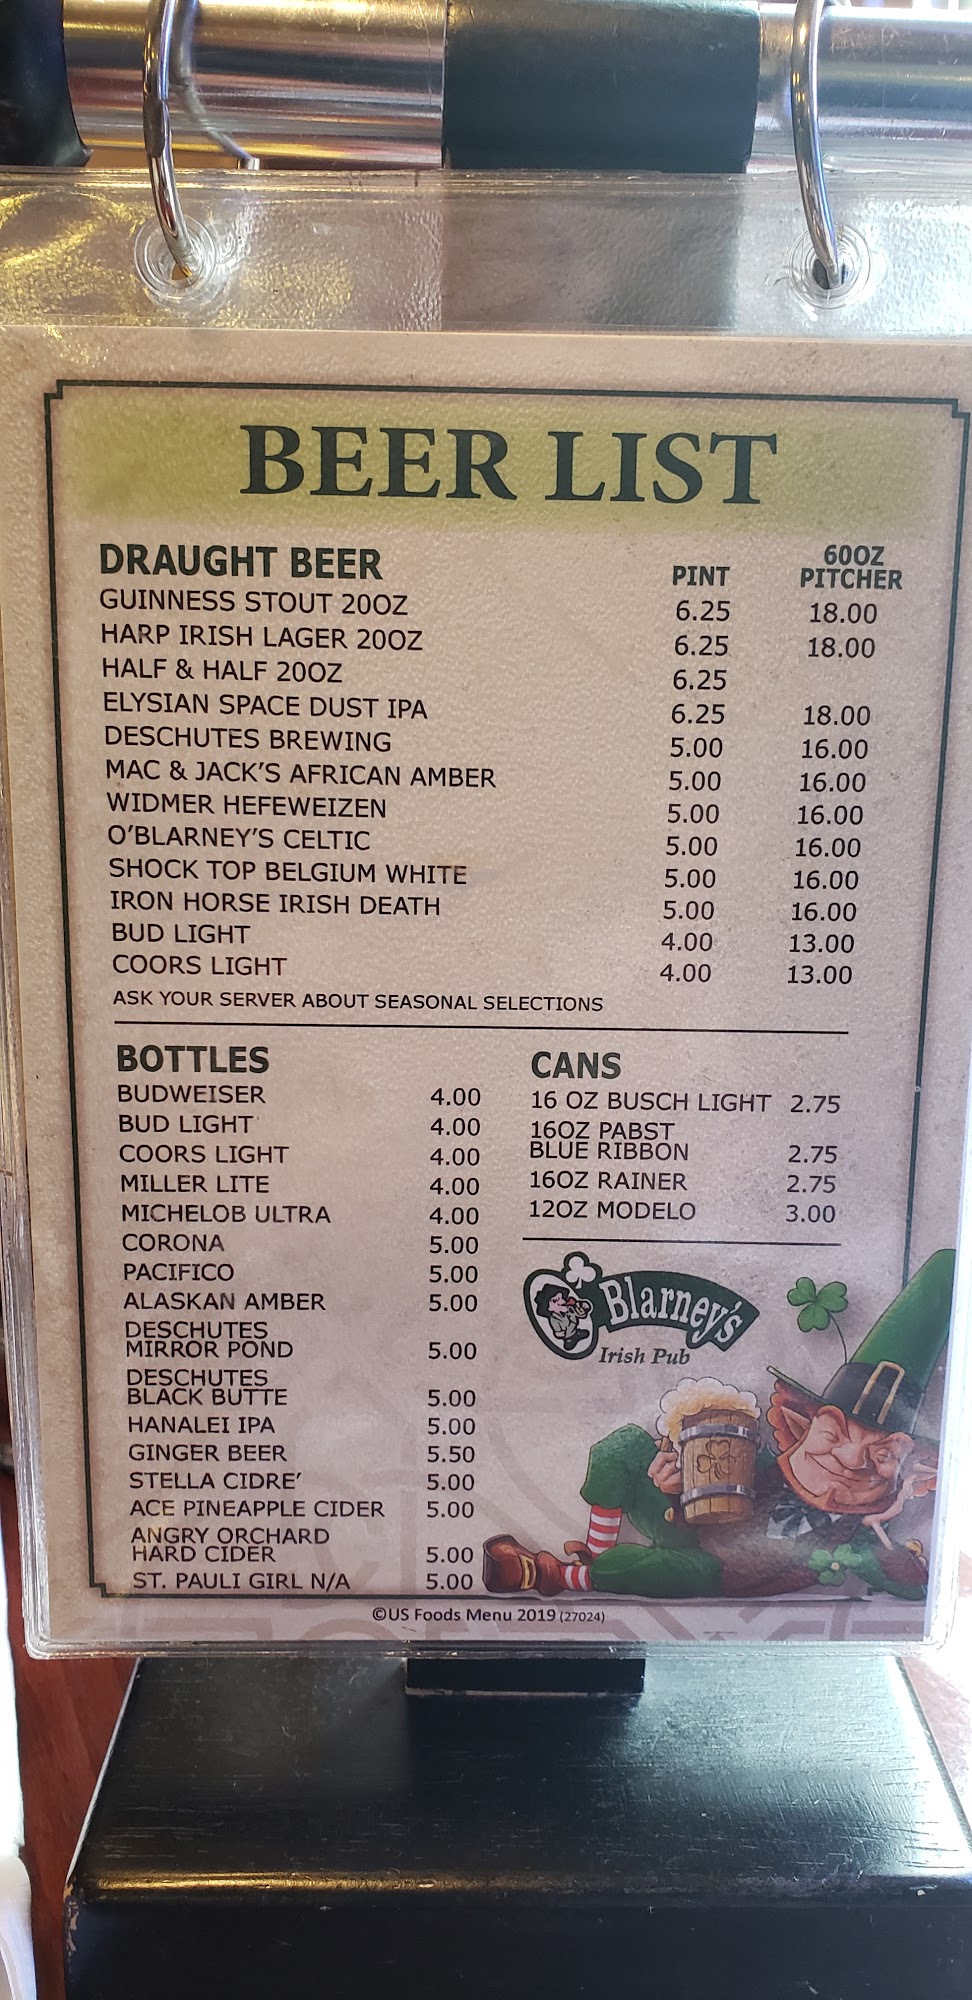 BEER LIST
DRAUGHT BEER PINT 60OZ PITCHER
GUINNESS STOUT 20OZ 6.25 18.00
HARP IRISH LAGER 20OZ 6.25 18.00
HALF & HALF 20OZ 6.25
ELYSIAN SPACE DUST IPA 6.25 18.00
DESCHUTES BREWING 5.00 16.00
MAC & JACK'S AFRICAN AMBER 5.00 16.00
WIDMER HEFEWEIZEN 5.00 16.00
O'BLARNEY'S CELTIC 5.00 16.00
SHOCK TOP BELGIUM WHITE 5.00 16.00
IRON HORSE IRISH DEATH 5.00 16.00
BUD LIGHT 4.00 13.00
COORS LIGHT 4.00 13.00
ASK YOUR SERVER ABOUT SEASONAL SELECTIONS
BOTTLES
BUDWEISER 4.00
BUD LIGHT 4.00
COORS LIGHT 4.00
MILLER LITE 4.00
MICHELOB ULTRA 4.00
CORONA 5.00
PACIFICO 5.00
ALASKAN AMBER 5.00
DESCHUTES
MIRROR POND 5.00
DESCHUTES
BLACK BUTTE 5.00
HANALEI IPA 5.00
GINGER BEER 5.50
STELLA CIDRE' 5.00
ACE PINEAPPLE CIDER 5.00
ANGRY ORCHARD
HARD CIDER 5.00
ST. PAULI GIRL N/A 5.00
CANS
16 OZ BUSCH LIGHT 2.75
16OZ PABST
BLUE RIBBON 2.75
16OZ RAINER 2.75
12OZ MODELO 3.00
Blarney's
Irish Pub
©US Foods Menu 2019 (27024)